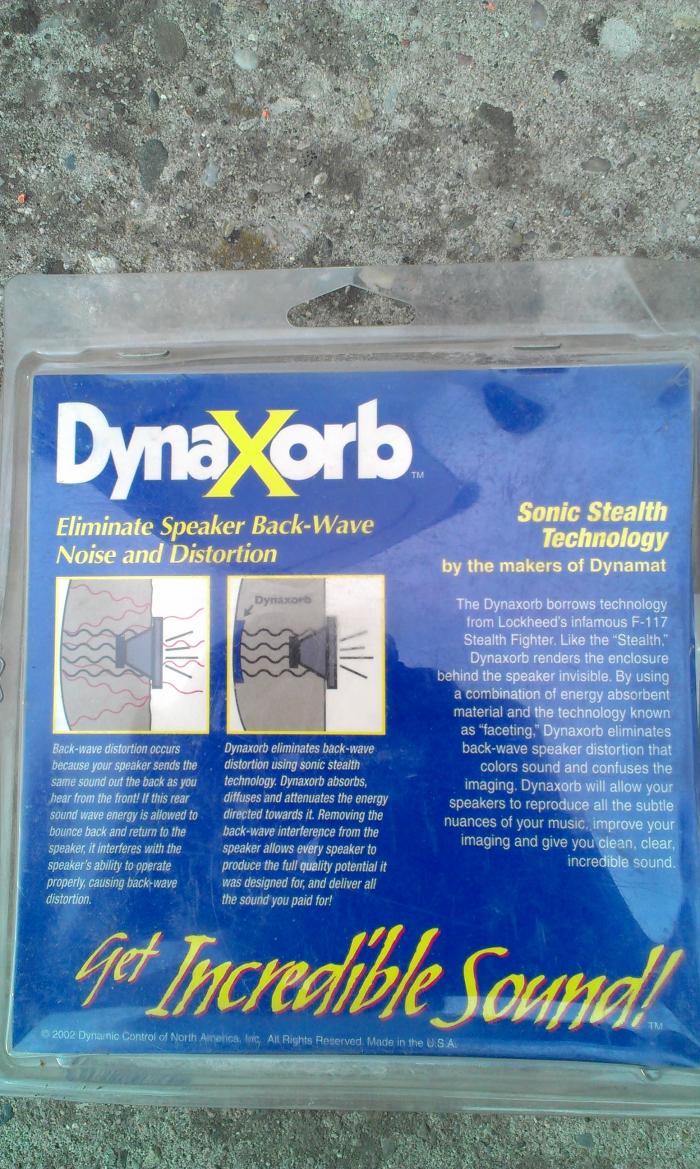 DynaXorb™
Eliminate Speaker Back-Wave
Noise and Distortion
Dynaxorb
Back-wave distortion occurs
because your speaker sends the
same sound out the back as you
hear from the front! If this rear
sound wave energy is allowed to
bounce back and return to the
speaker, it interferes with the
speaker's ability to operate
properly, causing back-wave
distortion.
Dynaxorb eliminates back-wave
distortion using sonic stealth
technology. Dynaxorb absorbs,
diffuses and attenuates the energy
directed towards it. Removing the
back-wave interference from the
speaker allows every speaker to
produce the full quality potential it
was designed for, and deliver all
the sound you paid for!
Sonic Stealth
Technology
by the makers of Dynamat
The Dynaxorb borrows technology
from Lockheed's infamous F-117
Stealth Fighter. Like the "Stealth,"
Dynaxorb renders the enclosure
behind the speaker invisible. By using
a combination of energy absorbent
material and the technology known
as "faceting," Dynaxorb eliminates
back-wave speaker distortion that
colors sound and confuses the
imaging. Dynaxorb will allow your
speakers to reproduce all the subtle
nuances of your music, improve your
imaging and give you clean, clear,
incredible sound.
Get Incredible Sound!™
© 2002 Dynamic Control of North America, Inc. All Rights Reserved. Made in the U.S.A.